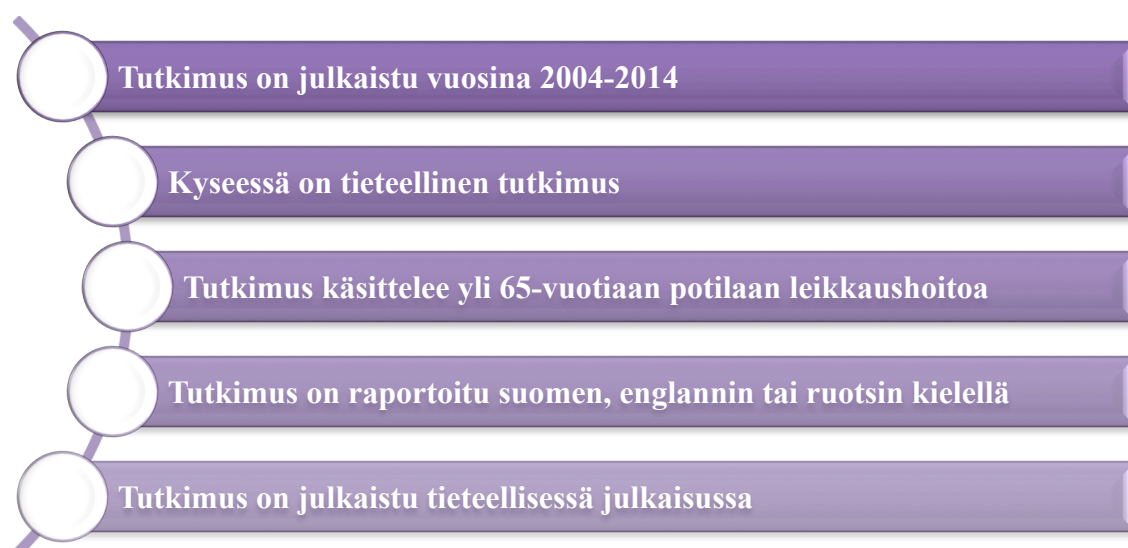 Tutkimus on julkaistu vuosina 2004-2014
Kyseessä on tieteellinen tutkimus
Tutkimus käsittelee yli 65-vuotiaan potilaan leikkaushoitoa
Tutkimus on raportoitu suomen, englannin tai ruotsin kielellä
Tutkimus on julkaistu tieteellisessä julkaisussa